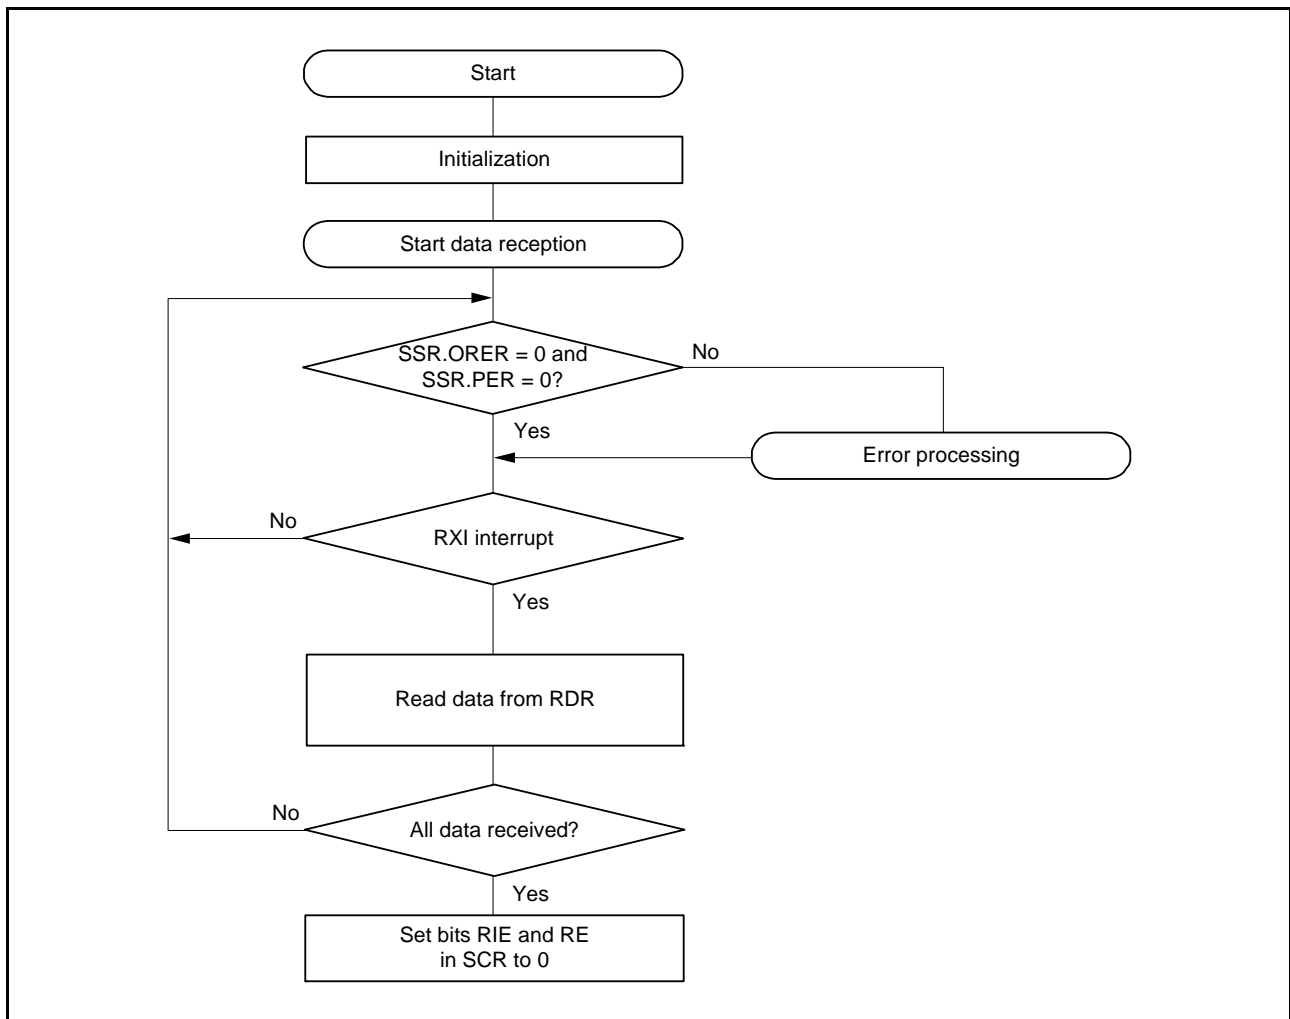 Start
Initialization
Start data reception
SSR.ORER = 0 and
SSR.PER = 0?
No
Yes
Error processing
No
RXI interrupt
Yes
Read data from RDR
No
All data received?
Yes
Set bits RIE and RE
in SCR to 0